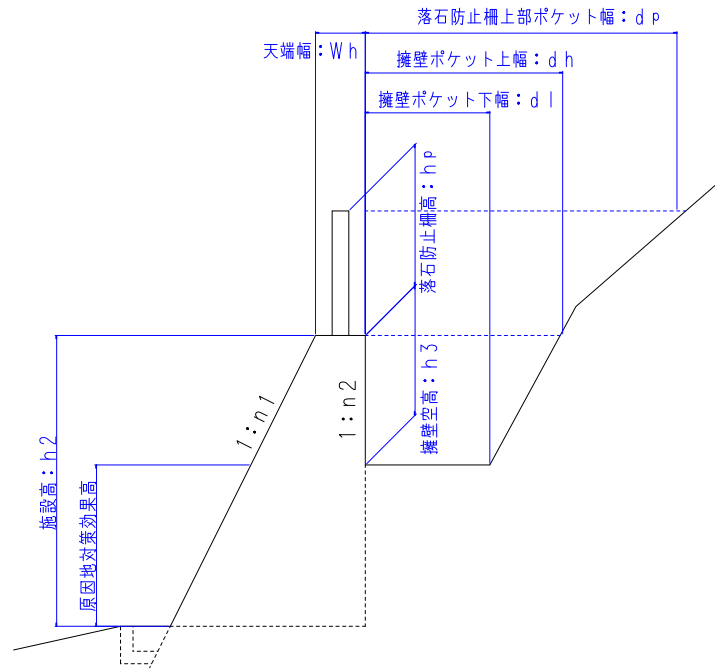 落石防止柵上部ポケット幅：dp
天端幅：Wh
擁壁ポケット上幅：dh
擁壁ポケット下幅：dl
落石防止柵高：hp
擁壁空高：h3
1：n1
1：n2
施設高：h2
原因地対策効果高